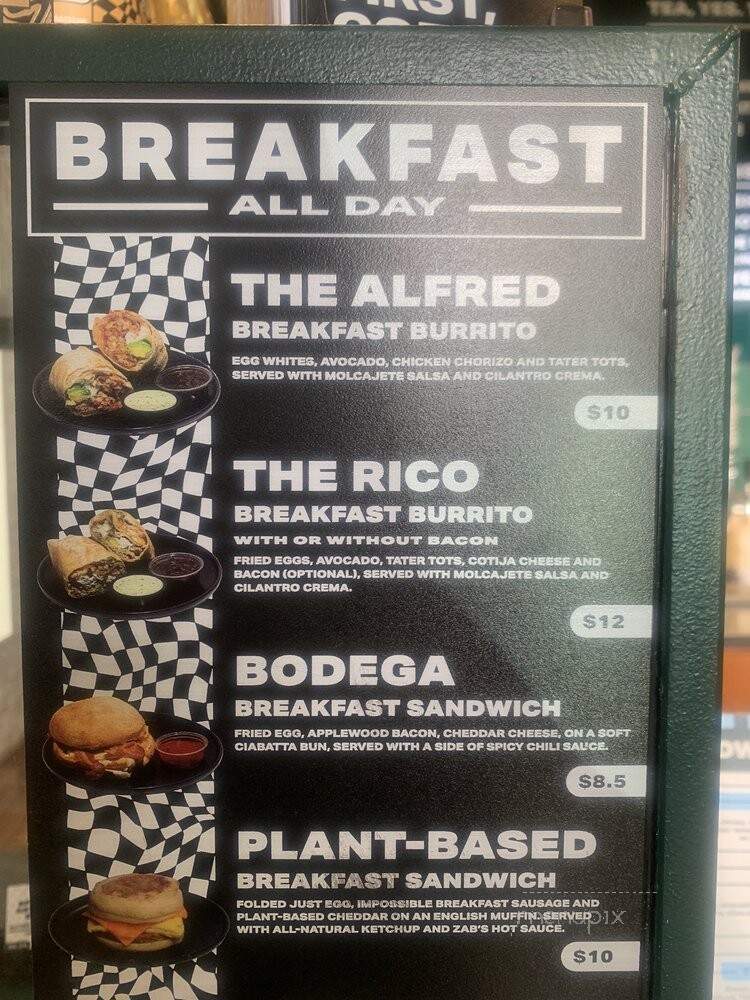 FIRST
TEA. YES.
BREAKFAST
ALL DAY
THE ALFRED
BREAKFAST BURRITO
EGG WHITES, AVOCADO, CHICKEN CHORIZO AND TATER TOTS,
SERVED WITH MOLCAJETE SALSA AND CILANTRO CREMA.
$10
THE RICO
BREAKFAST BURRITO
WITH OR WITHOUT BACON
FRIED EGGS, AVOCADO, TATER TOTS, COTIJA CHEESE AND
BACON (OPTIONAL), SERVED WITH MOLCAJETE SALSA AND
CILANTRO CREMA.
$12
BODEGA
BREAKFAST SANDWICH
FRIED EGG, APPLEWOOD BACON, CHEDDAR CHEESE, ON A SOFT
CIABATTA BUN, SERVED WITH A SIDE OF SPICY CHILI SAUCE.
$8.5
PLANT-BASED
BREAKFAST SANDWICH
FOLDED JUST EGG, IMPOSSIBLE BREAKFAST SAUSAGE AND
PLANT-BASED CHEDDAR ON AN ENGLISH MUFFIN. SERVED
WITH ALL-NATURAL KETCHUP AND ZAB'S HOT SAUCE.
menupix
$10